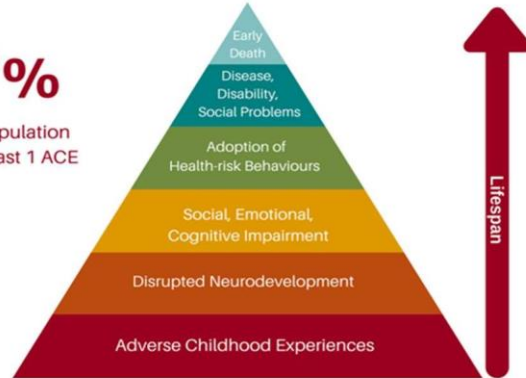 %
pulation
ast 1 ACE
Early
Death
Disease,
Disability,
Social Problems
Adoption of
Health-risk Behaviours
Social, Emotional,
Cognitive Impairment
Disrupted Neurodevelopment
Adverse Childhood Experiences
Lifespan